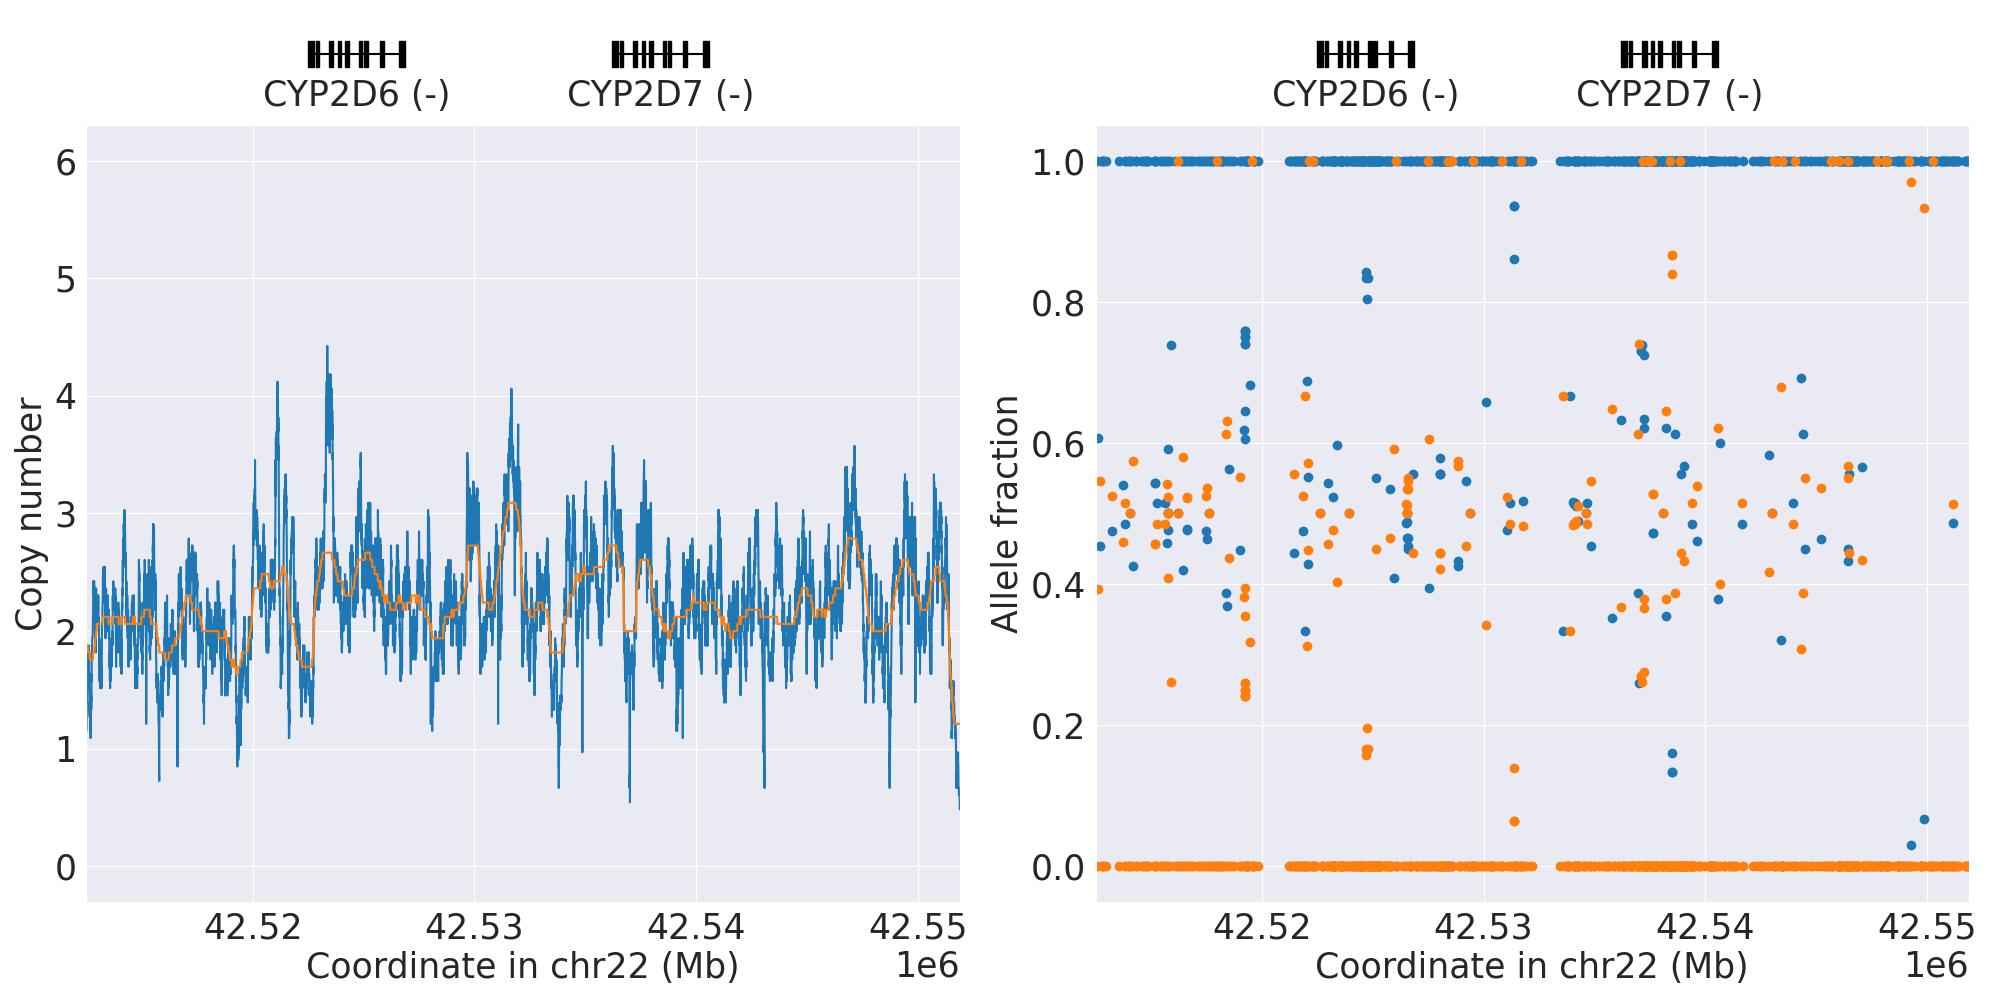 CYP2D6 (-) CYP2D7 (-)
6
5
4
3
2
1
0
Copy number
42.52 42.53 42.54 42.55
Coordinate in chr22 (Mb)
1e6
CYP2D6 (-) CYP2D7 (-)
1.0
0.8
0.6
0.4
0.2
0.0
Allele fraction
42.52 42.53 42.54 42.55
Coordinate in chr22 (Mb)
1e6